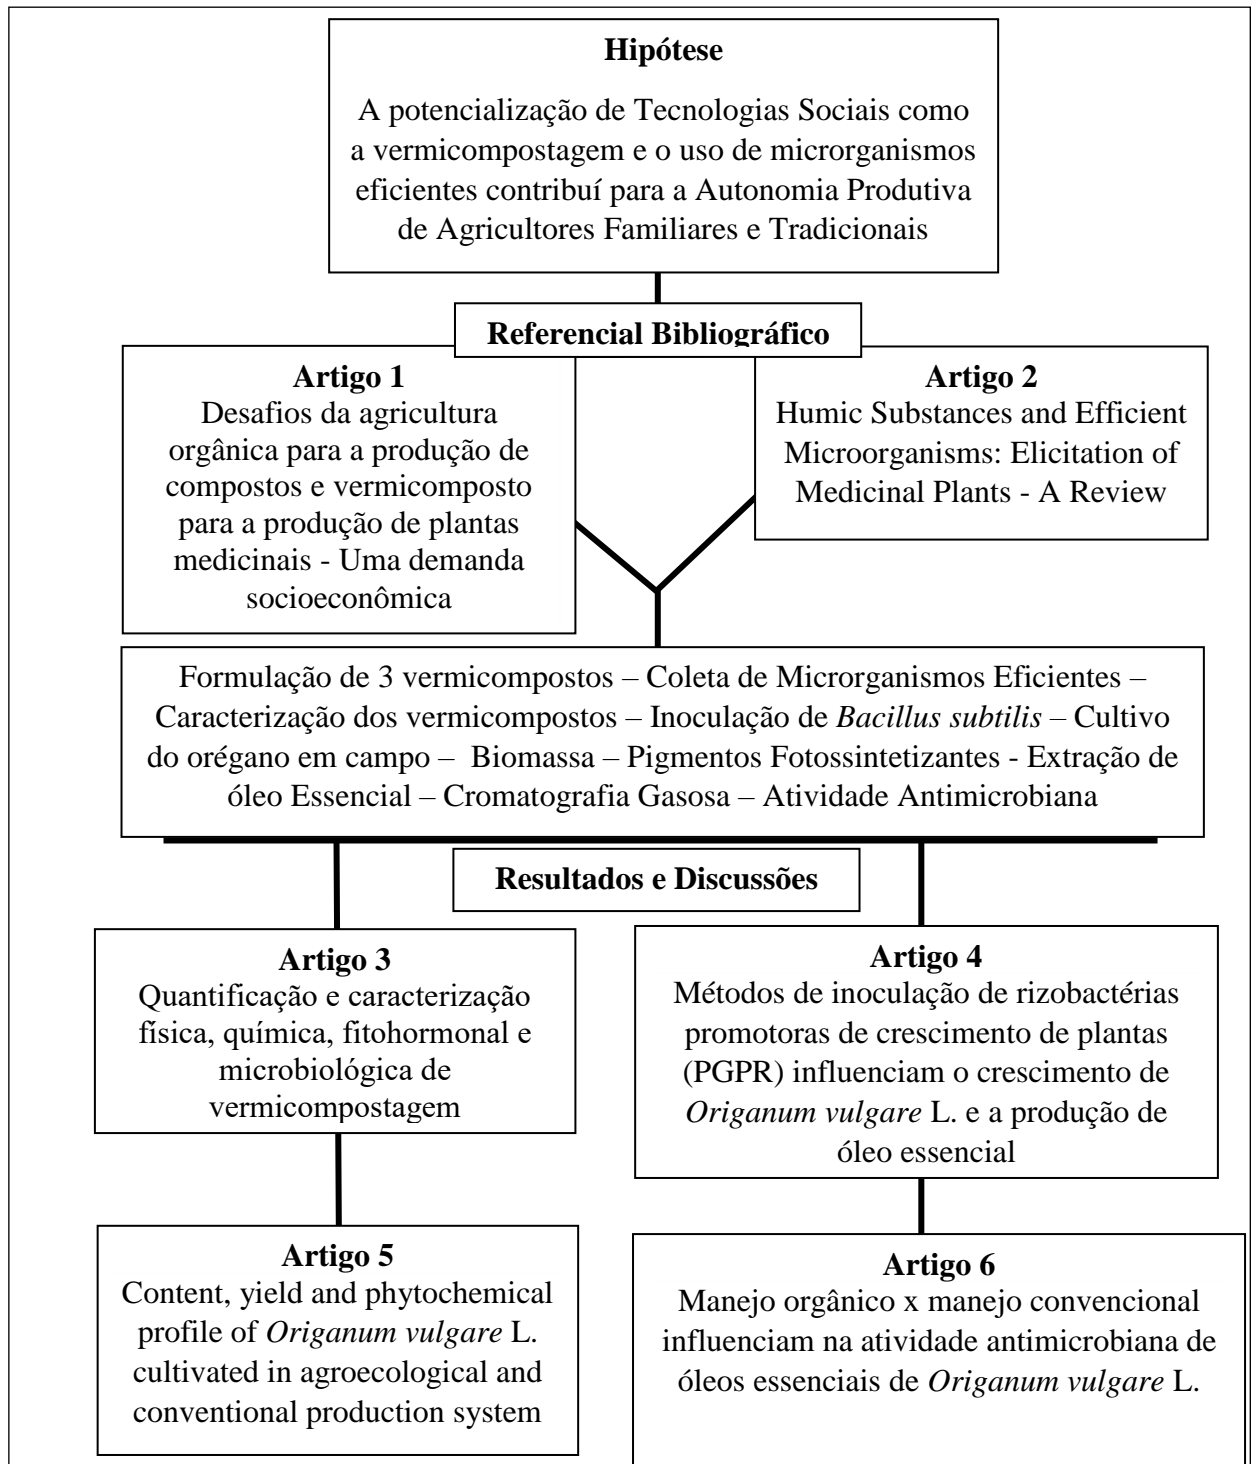 Hipótese
A potencialização de Tecnologias Sociais como
a vermicompostagem e o uso de microrganismos
eficientes contribuí para a Autonomia Produtiva
de Agricultores Familiares e Tradicionais
Referencial Bibliográfico
Artigo 1
Desafios da agricultura
orgânica para a produção de
compostos e vermicomposto
para a produção de plantas
medicinais - Uma demanda
socioeconômica
Artigo 2
Humic Substances and Efficient
Microorganisms: Elicitation of
Medicinal Plants - A Review
Formulação de 3 vermicompostos – Coleta de Microrganismos Eficientes –
Caracterização dos vermicompostos – Inoculação de Bacillus subtilis – Cultivo
do orégano em campo – Biomassa – Pigmentos Fotossintetizantes - Extração de
óleo Essencial – Cromatografia Gasosa – Atividade Antimicrobiana
Resultados e Discussões
Artigo 3
Quantificação e caracterização
física, química, fitohormonal e
microbiológica de
vermicompostagem
Artigo 4
Métodos de inoculação de rizobactérias
promotoras de crescimento de plantas
(PGPR) influenciam o crescimento de
Origanum vulgare L. e a produção de
óleo essencial
Artigo 5
Content, yield and phytochemical
profile of Origanum vulgare L.
cultivated in agroecological and
conventional production system
Artigo 6
Manejo orgânico x manejo convencional
influenciam na atividade antimicrobiana de
óleos essenciais de Origanum vulgare L.